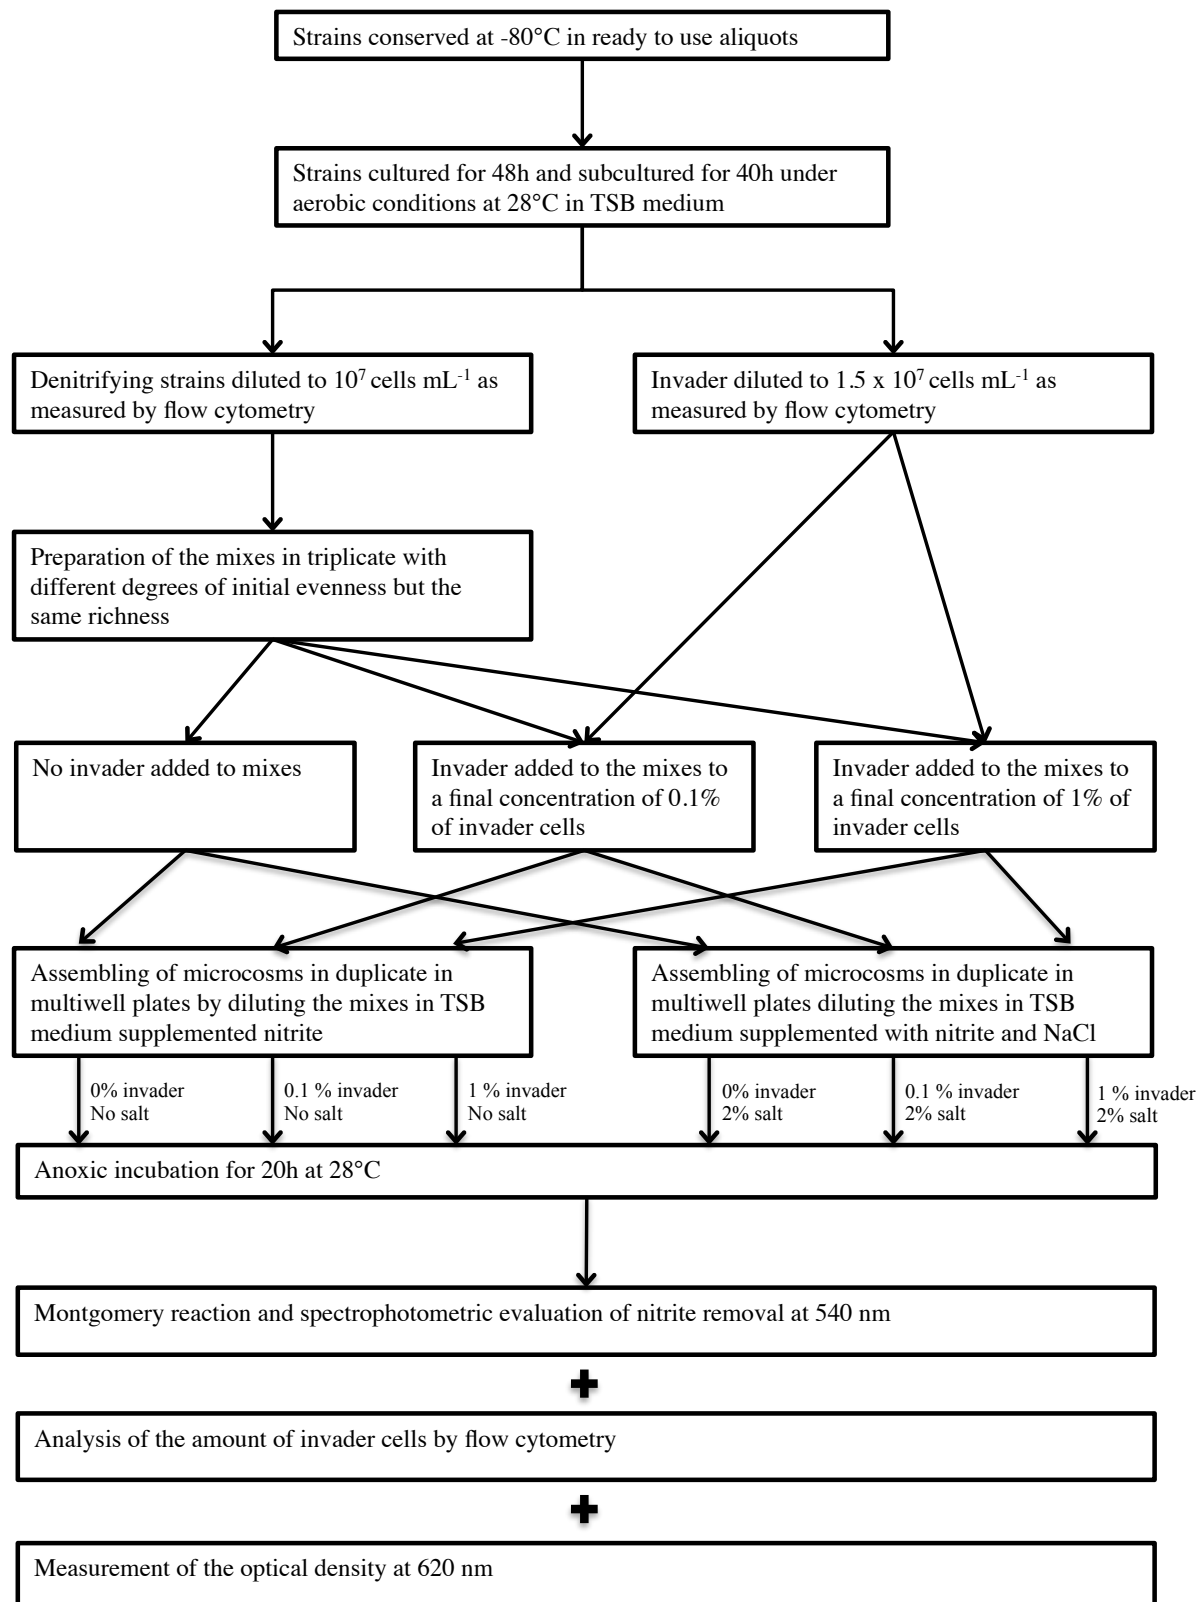 Strains conserved at -80°C in ready to use aliquots
Strains cultured for 48h and subcultured for 40h under
aerobic conditions at 28°C in TSB medium
Denitrifying strains diluted to 10⁷ cells mL⁻¹ as
measured by flow cytometry
Invader diluted to 1.5 x 10⁷ cells mL⁻¹ as
measured by flow cytometry
Preparation of the mixes in triplicate with
different degrees of initial evenness but the
same richness
No invader added to mixes
Invader added to the mixes to
a final concentration of 0.1%
of invader cells
Invader added to the mixes to
a final concentration of 1% of
invader cells
Assembling of microcosms in duplicate in
multiwell plates by diluting the mixes in TSB
medium supplemented nitrite
Assembling of microcosms in duplicate in
multiwell plates diluting the mixes in TSB
medium supplemented with nitrite and NaCl
0% invader
No salt
0.1 % invader
No salt
1 % invader
No salt
0% invader
2% salt
0.1 % invader
2% salt
1 % invader
2% salt
Anoxic incubation for 20h at 28°C
Montgomery reaction and spectrophotometric evaluation of nitrite removal at 540 nm
+
Analysis of the amount of invader cells by flow cytometry
+
Measurement of the optical density at 620 nm